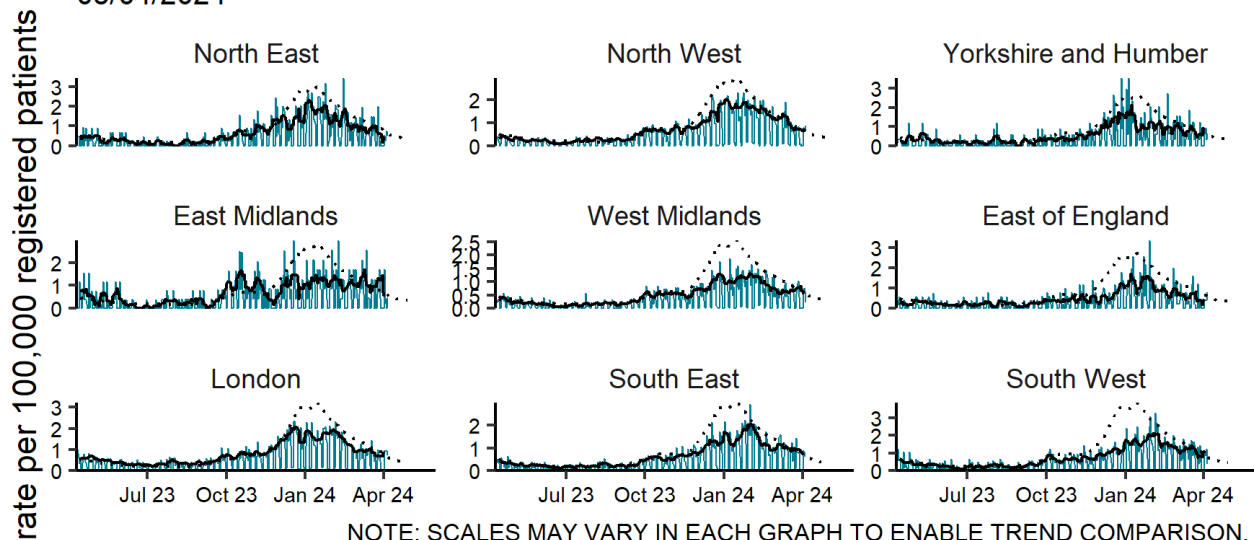 rate per 100,000 registered patients
North East
3
2
1
0
North West
2
1
0
Yorkshire and Humber
3
2
1
0
East Midlands
2
1
0
West Midlands
2.5
2.0
1.5
1.0
0.5
0.0
East of England
3
2
1
0
London
3
2
1
0
Jul 23 Oct 23 Jan 24 Apr 24
South East
2
1
0
Jul 23 Oct 23 Jan 24 Apr 24
South West
3
2
1
0
Jul 23 Oct 23 Jan 24 Apr 24
NOTE: SCALES MAY VARY IN EACH GRAPH TO ENABLE TREND COMPARISON.